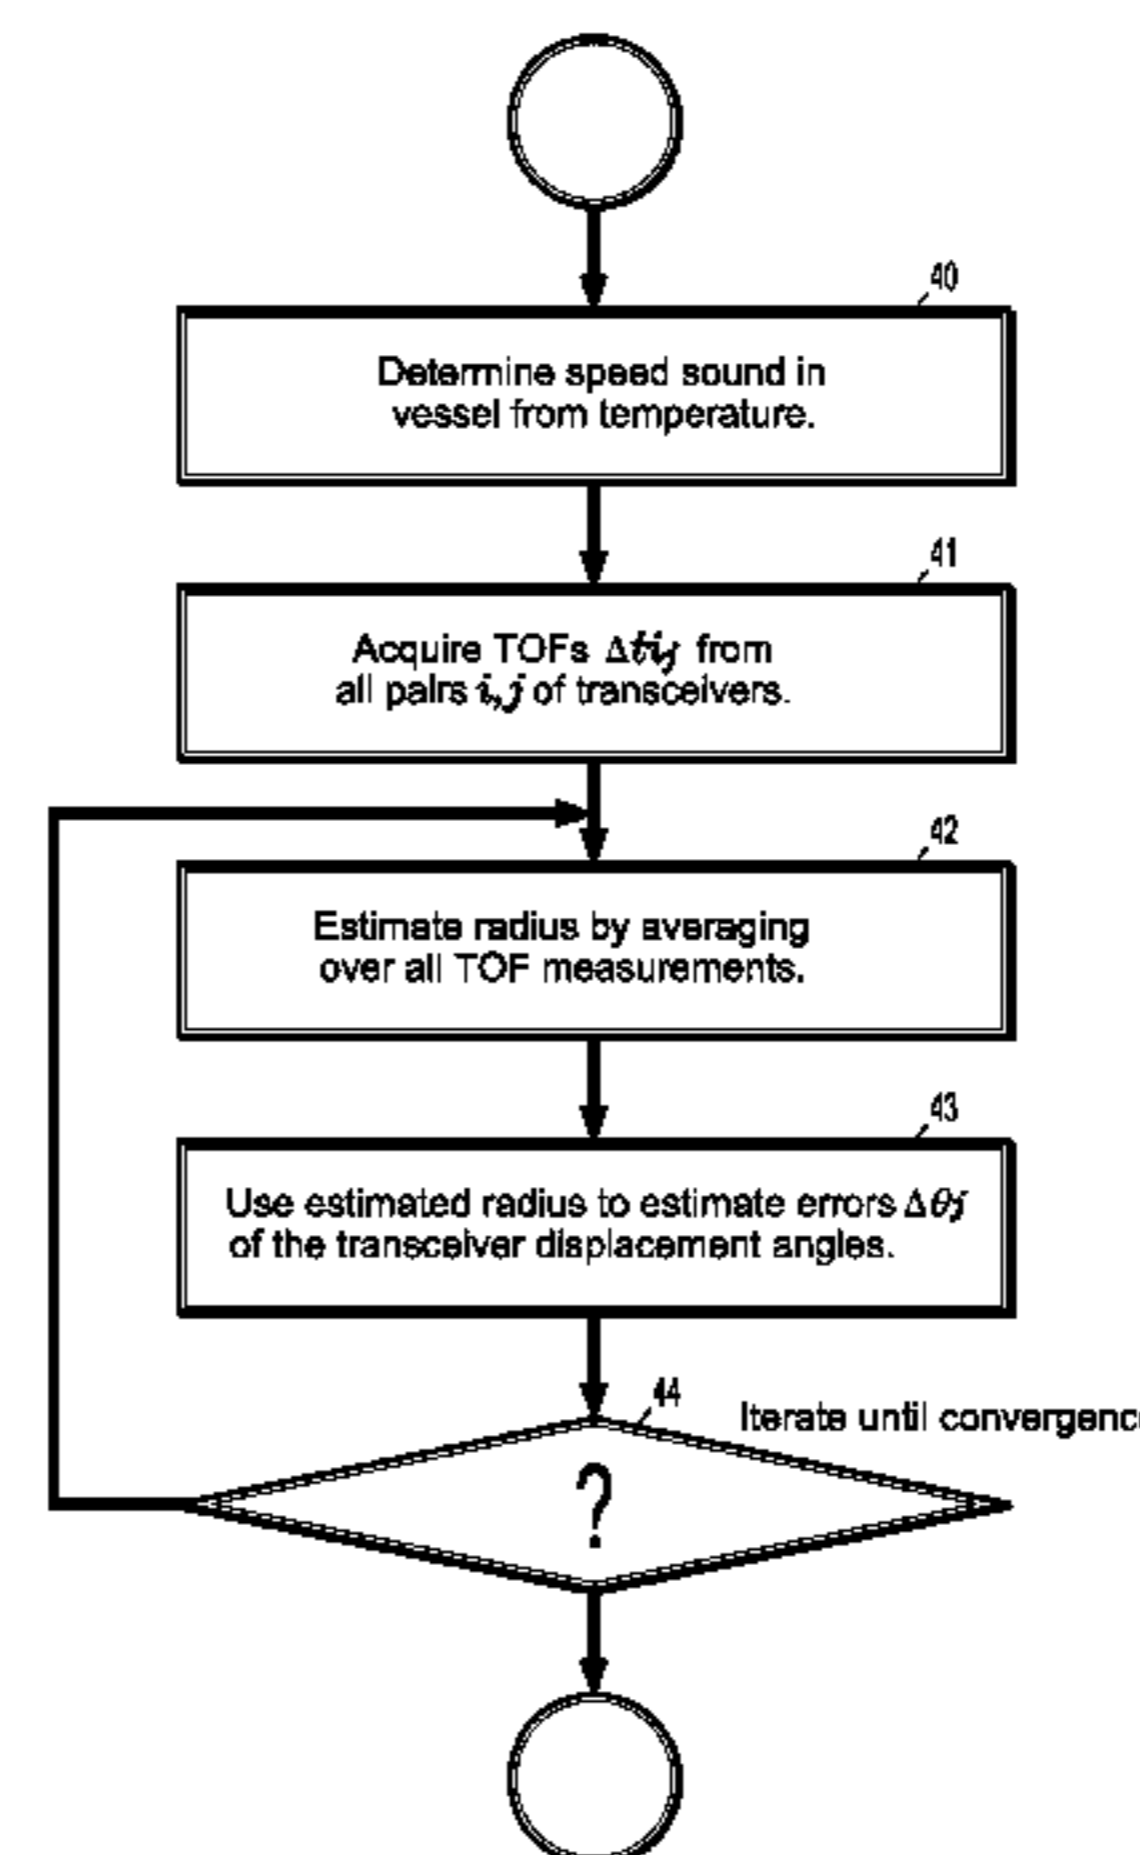 40
Determine speed sound in
vessel from temperature.
41
Acquire TOFs Δtij from
all pairs i,j of transceivers.
42
Estimate radius by averaging
over all TOF measurements.
43
Use estimated radius to estimate errors Δθj
of the transceiver displacement angles.
44
Iterate until convergenc
?